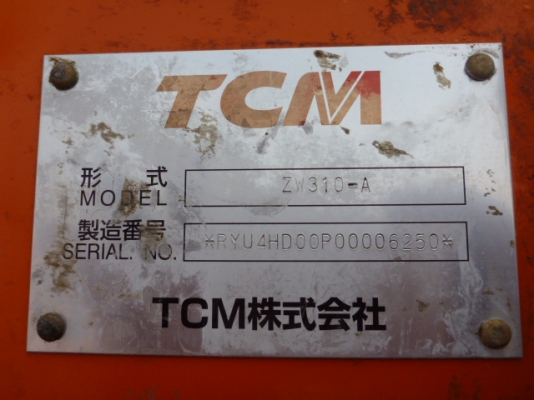 TCM
形 式
MODEL
ZW310-A
製造番号
SERIAL. NO.
*RYU4HD00P00006250*
TCM株式会社